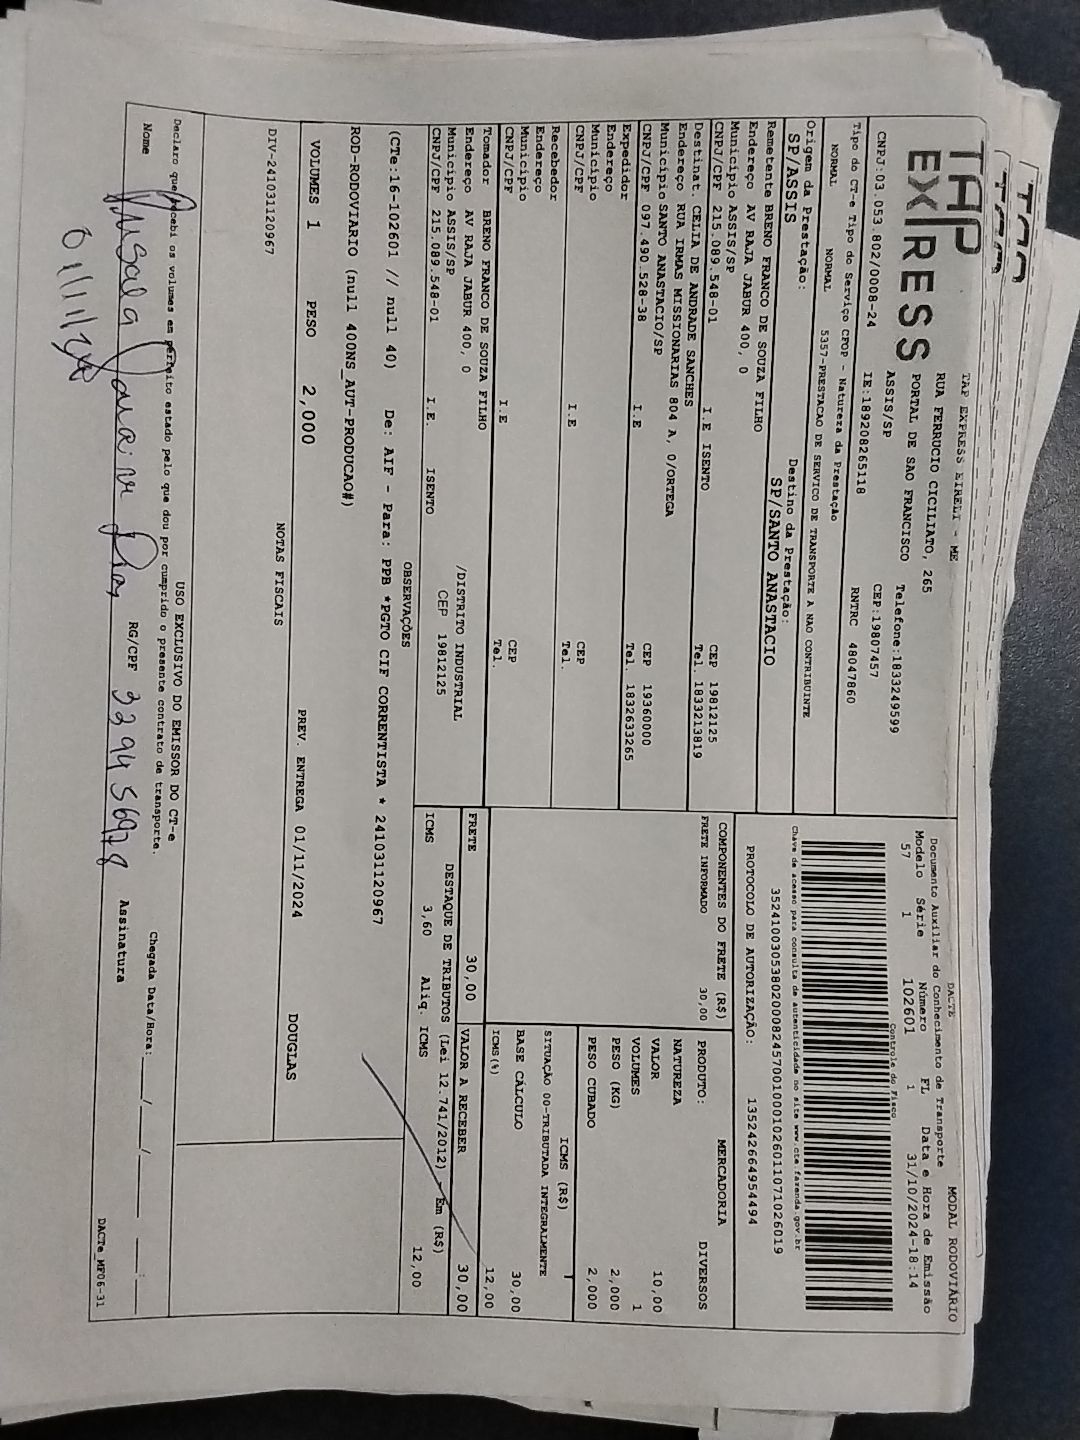 TAP EXPRESS
TAP EXPRESS EIRELI - ME
RUA FERRUCIO CICILIATO, 265
PORTAL DE SAO FRANCISCO Telefone:1833249599
ASSIS/SP CEP:19807457
CNPJ:03.053.802/0008-24 IE:189208265118 RNTRC 48047860
Tipo do CT-e Tipo do Serviço CFOP - Natureza da Prestação
NORMAL NORMAL 5357-PRESTACAO DE SERVICO DE TRANSPORTE A NAO CONTRIBUINTE
Origem da Prestação: Destino da Prestação:
SP/ASSIS SP/SANTO ANASTACIO
DACTE MODAL RODOVIÁRIO
Documento Auxiliar do Conhecimento de Transporte
Modelo Série Número FL Data e Hora de Emissão
57 1 102601 1 31/10/2024-18:14
Controle do Fisco
Chave de acesso para consulta de autenticidade no site www.cte.fazenda.gov.br
35241003053802000824570010001026011071026019
PROTOCOLO DE AUTORIZAÇÃO: 135242664954494
Remetente BRENO FRANCO DE SOUZA FILHO
Endereço AV RAJA JABUR 400, 0
Município ASSIS/SP CEP 19812125
CNPJ/CPF 215.089.548-01 I.E ISENTO Tel. 1833213819
Destinat. CELIA DE ANDRADE SANCHES
Endereço RUA IRMAS MISSIONARIAS 804 A, 0/ORTEGA
Município SANTO ANASTACIO/SP CEP 19360000
CNPJ/CPF 097.490.528-38 I.E Tel. 1832633265
Expedidor
Endereço
Município CEP
CNPJ/CPF I.E Tel.
Recebedor
Endereço
Município CEP
CNPJ/CPF I.E Tel.
Tomador BRENO FRANCO DE SOUZA FILHO
Endereço AV RAJA JABUR 400, 0 /DISTRITO INDUSTRIAL
Município ASSIS/SP CEP 19812125
CNPJ/CPF 215.089.548-01 I.E. ISENTO
COMPONENTES DO FRETE (R$)
FRETE INFORMADO 30,00
PRODUTO: MERCADORIA DIVERSOS
NATUREZA
VALOR 10,00
VOLUMES 1
PESO (KG) 2,000
PESO CUBADO 2,000
ICMS (R$)
SITUAÇÃO 00-TRIBUTADA INTEGRALMENTE
BASE CÁLCULO 30,00
ICMS(%) 12,00
FRETE 30,00 VALOR A RECEBER 30,00
DESTAQUE DE TRIBUTOS (Lei 12.741/2012) - Em (R$)
ICMS 3,60 Aliq. ICMS 12,00
OBSERVAÇÕES
(CTe:16-102601 // null 40) De: AIF - Para: PPB *PGTO CIF CORRENTISTA * 241031120967
ROD-RODOVIARIO (null 400NS_AUT-PRODUCAO#)
VOLUMES 1 PESO 2,000 PREV. ENTREGA 01/11/2024 DOUGLAS
NOTAS FISCAIS
DIV-241031120967
USO EXCLUSIVO DO EMISSOR DO CT-e
Declaro que recebi os volumes em perfeito estado pelo que dou por cumprido o presente contrato de transporte. Chegada Data/Hora: ___/___/___ __:__
Nome RG/CPF Assinatura
01/11/24
DACTe_MF06-31